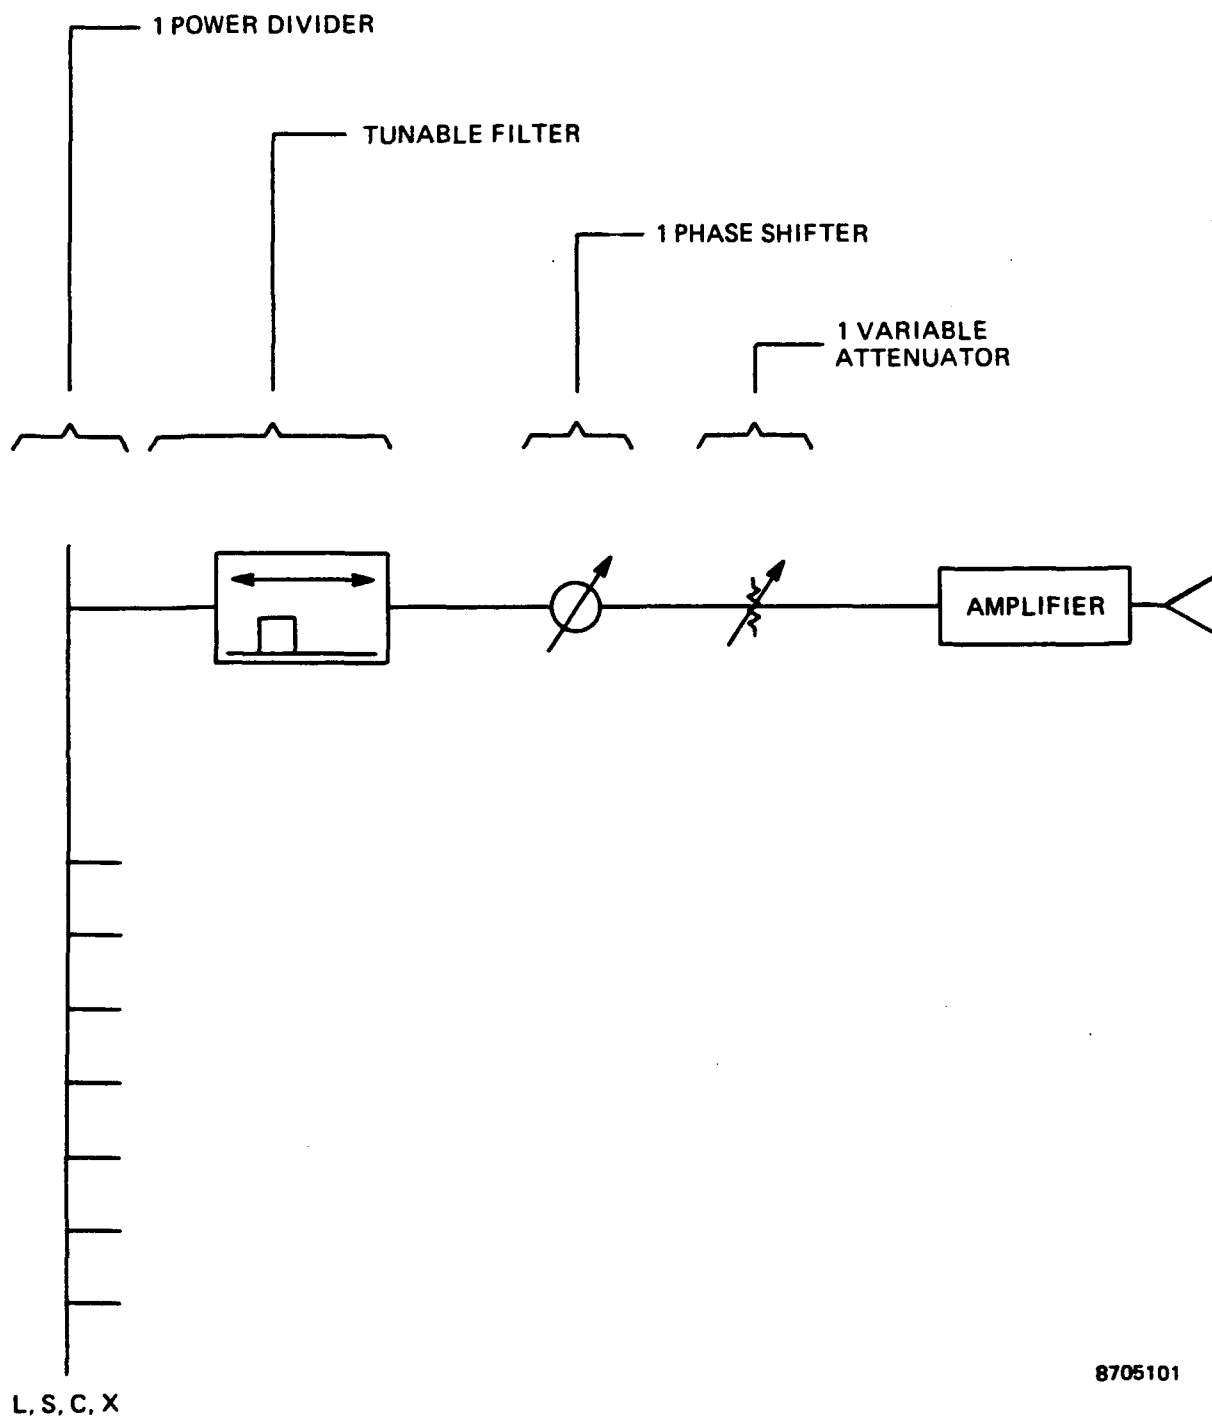 1 POWER DIVIDER
TUNABLE FILTER
1 PHASE SHIFTER
1 VARIABLE
ATTENUATOR
AMPLIFIER
8705101
L, S, C, X